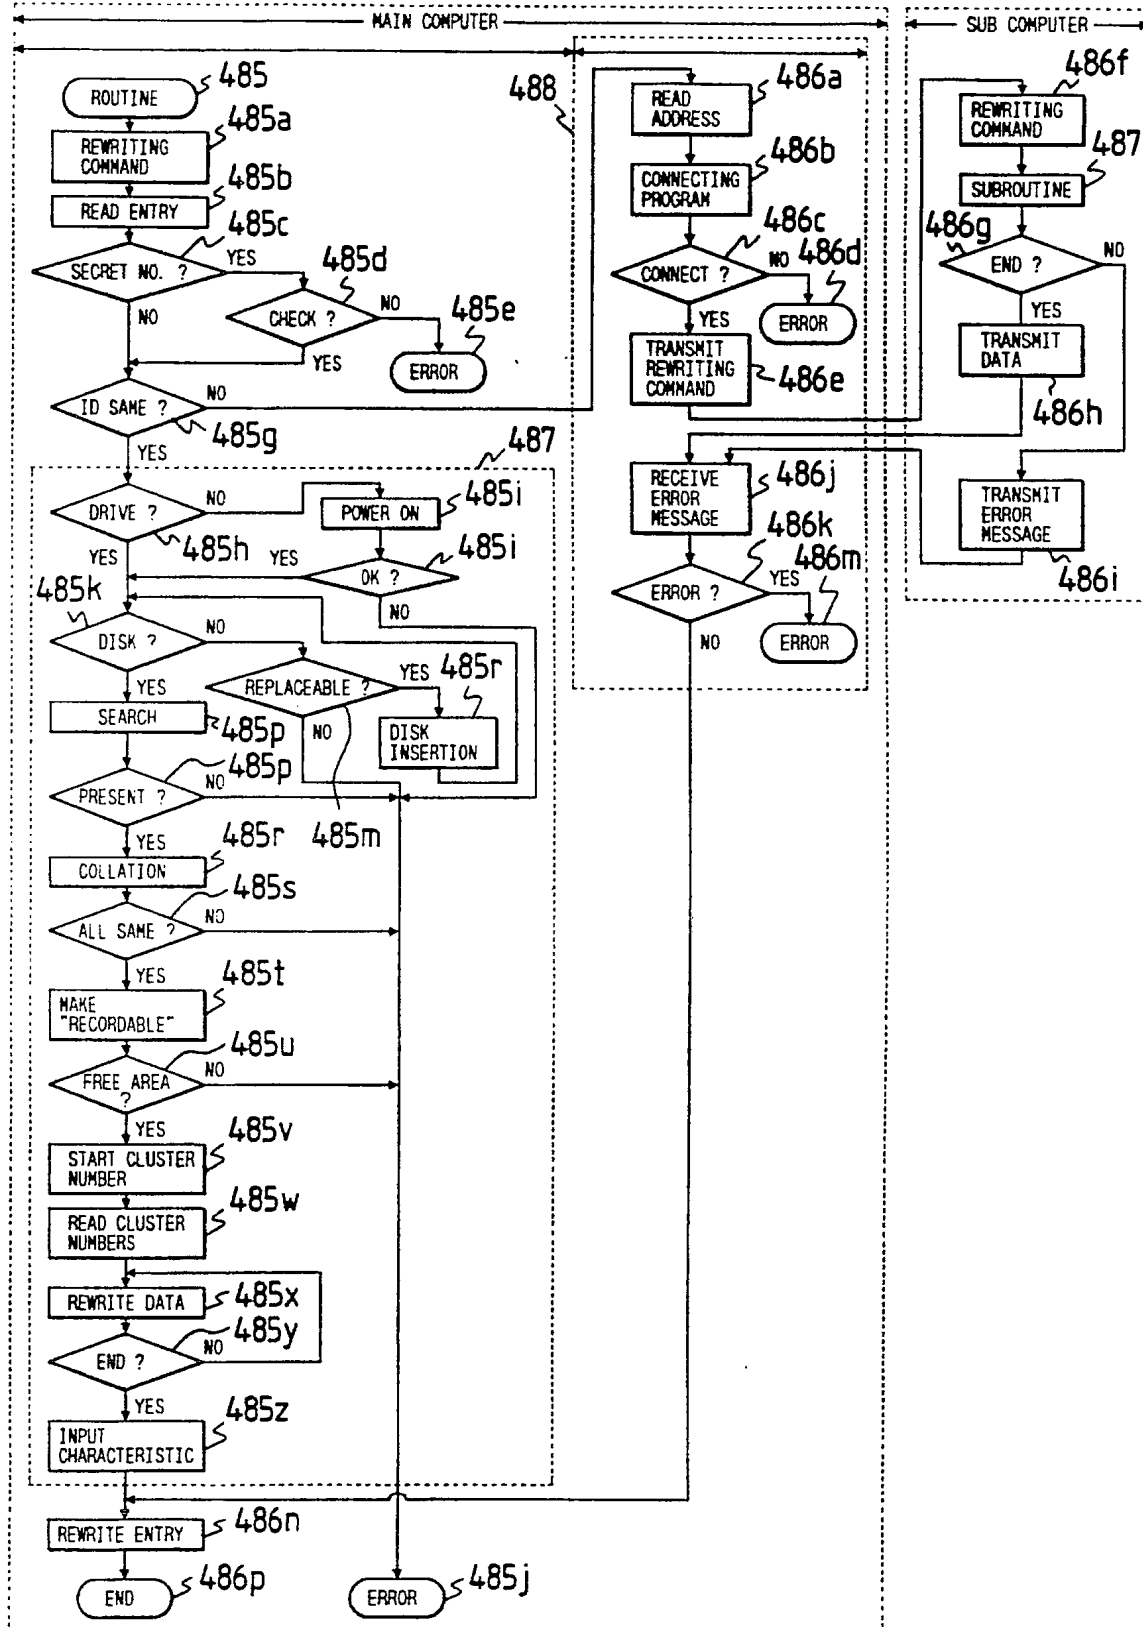 MAIN COMPUTER
SUB COMPUTER
485
ROUTINE
485a
REWRITING
COMMAND
485b
READ ENTRY
485c
SECRET NO. ?
YES
NO
485d
CHECK ?
NO
YES
485e
ERROR
ID SAME ?
NO
YES
485g
487
DRIVE ?
NO
YES
485h
POWER ON
485i
OK ?
YES
NO
485i
485k
DISK ?
NO
YES
REPLACEABLE ?
YES
NO
485m
485r
DISK
INSERTION
SEARCH
485p
PRESENT ?
485p
NO
YES
COLLATION
485r
ALL SAME ?
485s
NO
YES
MAKE
"RECORDABLE"
485t
FREE AREA
?
485u
NO
YES
START CLUSTER
NUMBER
485v
READ CLUSTER
NUMBERS
485w
REWRITE DATA
485x
END ?
485y
NO
YES
INPUT
CHARACTERISTIC
485z
REWRITE ENTRY
486n
END
486p
ERROR
485j
488
READ
ADDRESS
486a
CONNECTING
PROGRAM
486b
CONNECT ?
486c
NO
YES
486d
ERROR
TRANSMIT
REWRITING
COMMAND
486e
RECEIVE
ERROR
MESSAGE
486j
ERROR ?
486k
YES
NO
486m
ERROR
486f
REWRITING
COMMAND
487
SUBROUTINE
486g
END ?
NO
YES
TRANSMIT
DATA
486h
TRANSMIT
ERROR
MESSAGE
486i